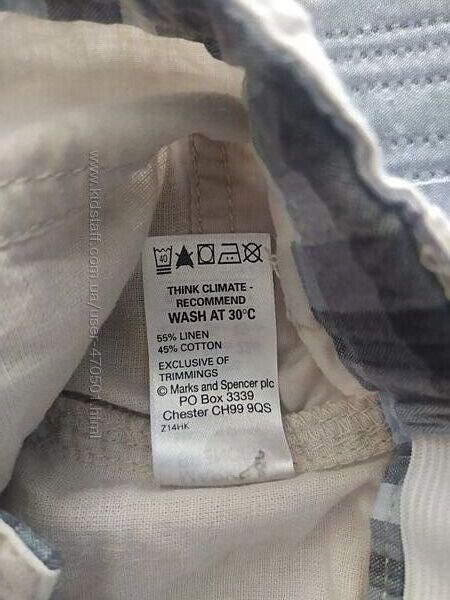 40
THINK CLIMATE -
RECOMMEND
WASH AT 30°C
55% LINEN
45% COTTON
EXCLUSIVE OF
TRIMMINGS
© Marks and Spencer plc
PO Box 3339
Chester CH99 9QS
Z14HK